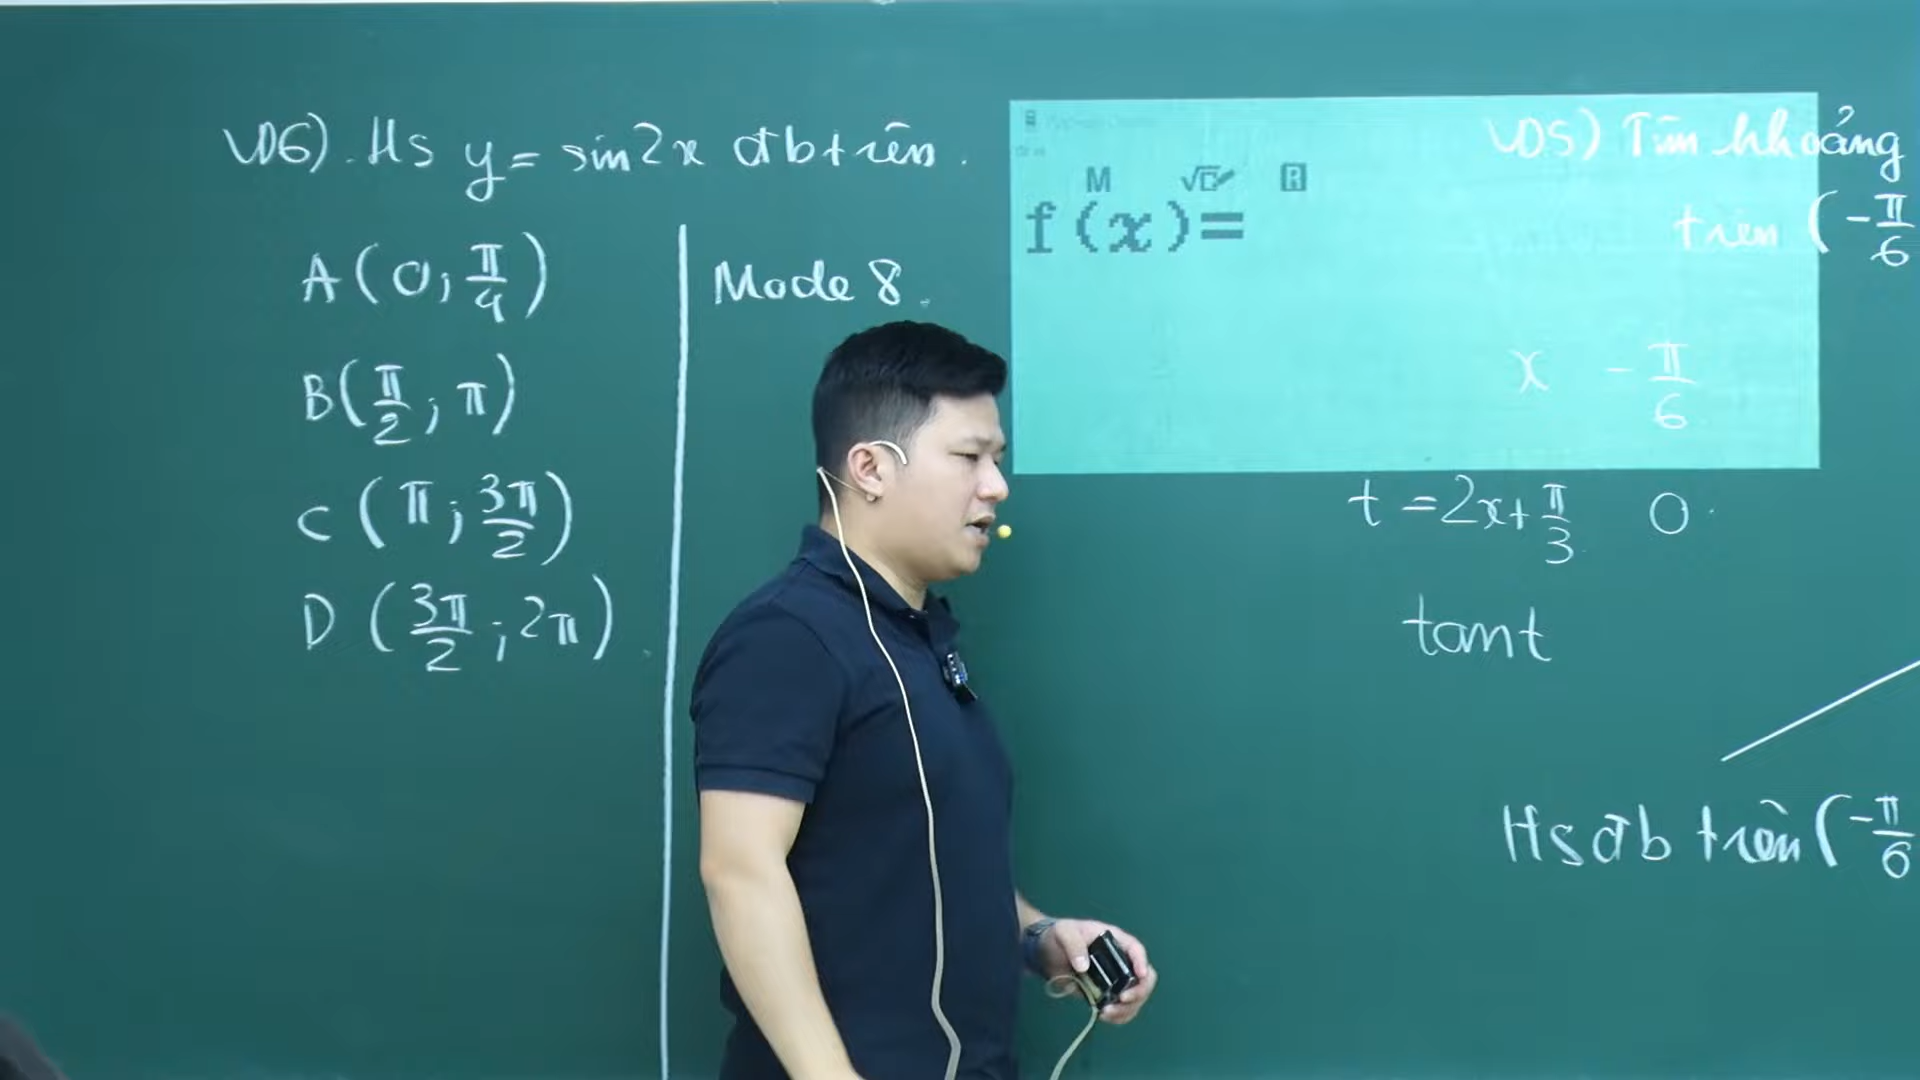 VD6). Hs y = sin2x đb trên.
A (0; π/4)
B (π/2; π)
C (π; 3π/2)
D (3π/2; 2π).
Mode 8.
M √ R
f(x)=
VD5) Tìm khoảng
trên (-π/6
x -π/6
t = 2x + π/3 0
tant
Hs đb trên (-π/6